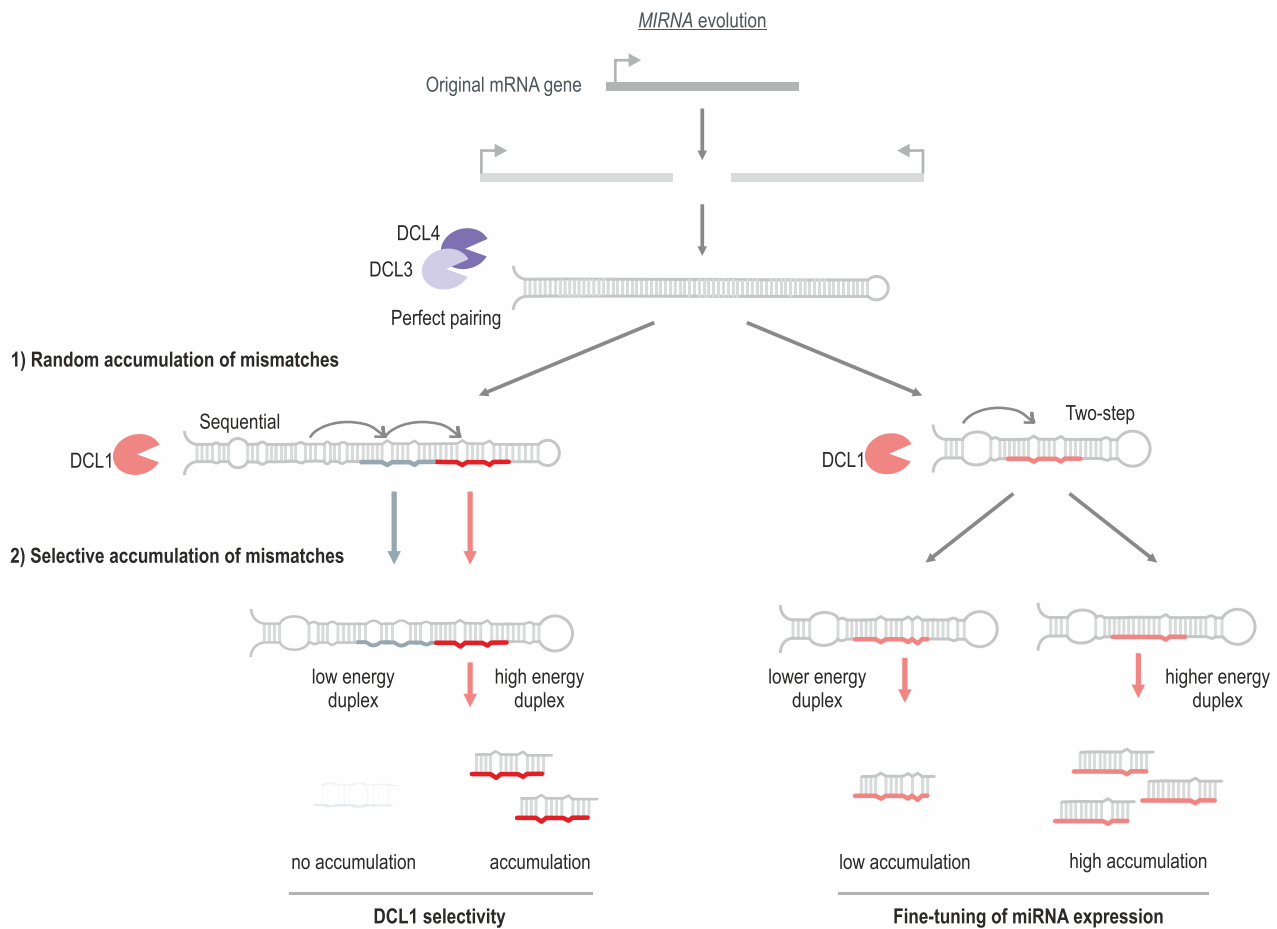 MIRNA evolution
Original mRNA gene
DCL4
DCL3
Perfect pairing
1) Random accumulation of mismatches
Sequential
Two-step
DCL1
DCL1
2) Selective accumulation of mismatches
low energy
duplex
high energy
duplex
lower energy
duplex
higher energy
duplex
no accumulation
accumulation
low accumulation
high accumulation
DCL1 selectivity
Fine-tuning of miRNA expression